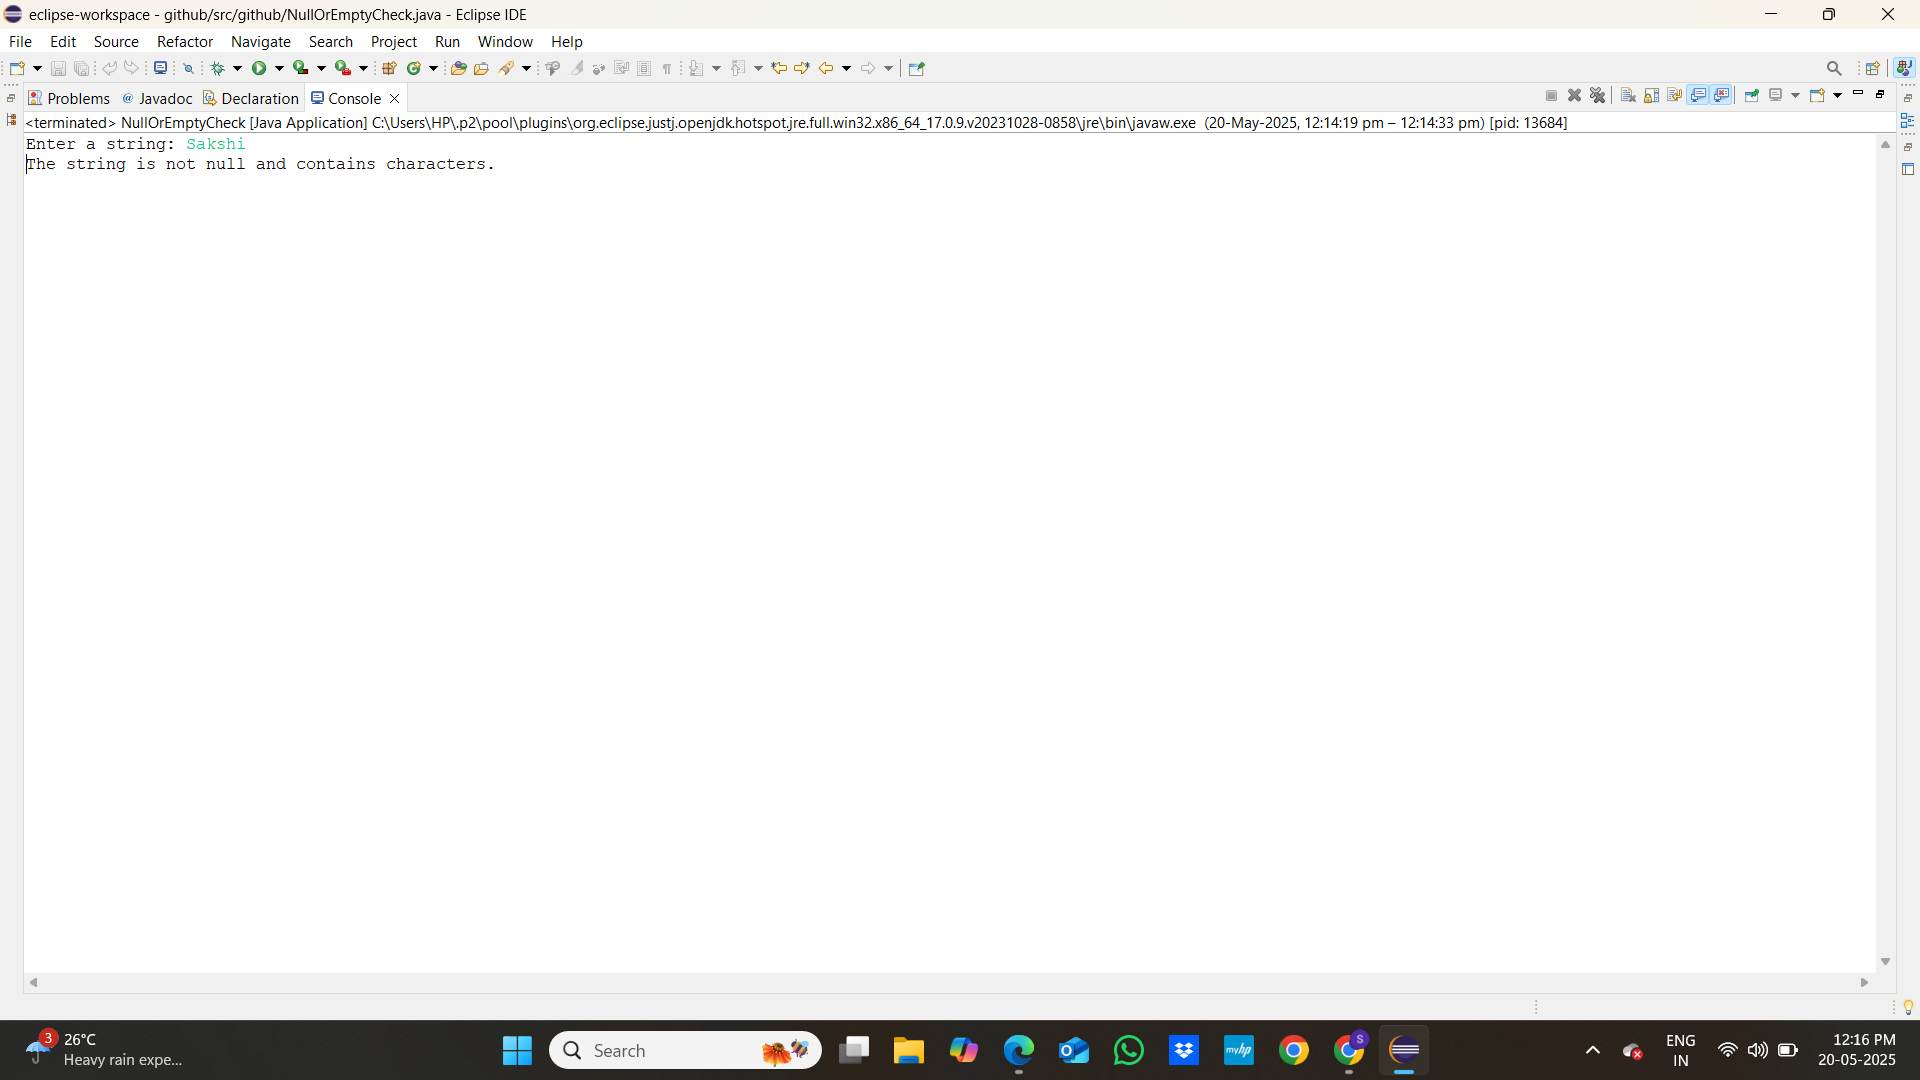 eclipse-workspace - github/src/github/NullOrEmptyCheck.java - Eclipse IDE
File Edit Source Refactor Navigate Search Project Run Window Help
Problems @ Javadoc Declaration Console
<terminated> NullOrEmptyCheck [Java Application] C:\Users\HP\.p2\pool\plugins\org.eclipse.justj.openjdk.hotspot.jre.full.win32.x86_64_17.0.9.v20231028-0858\jre\bin\javaw.exe (20-May-2025, 12:14:19 pm – 12:14:33 pm) [pid: 13684]
Enter a string: Sakshi
The string is not null and contains characters.
3 26°C
Heavy rain expe...
Search
myhp
S
ENG
IN
12:16 PM
20-05-2025